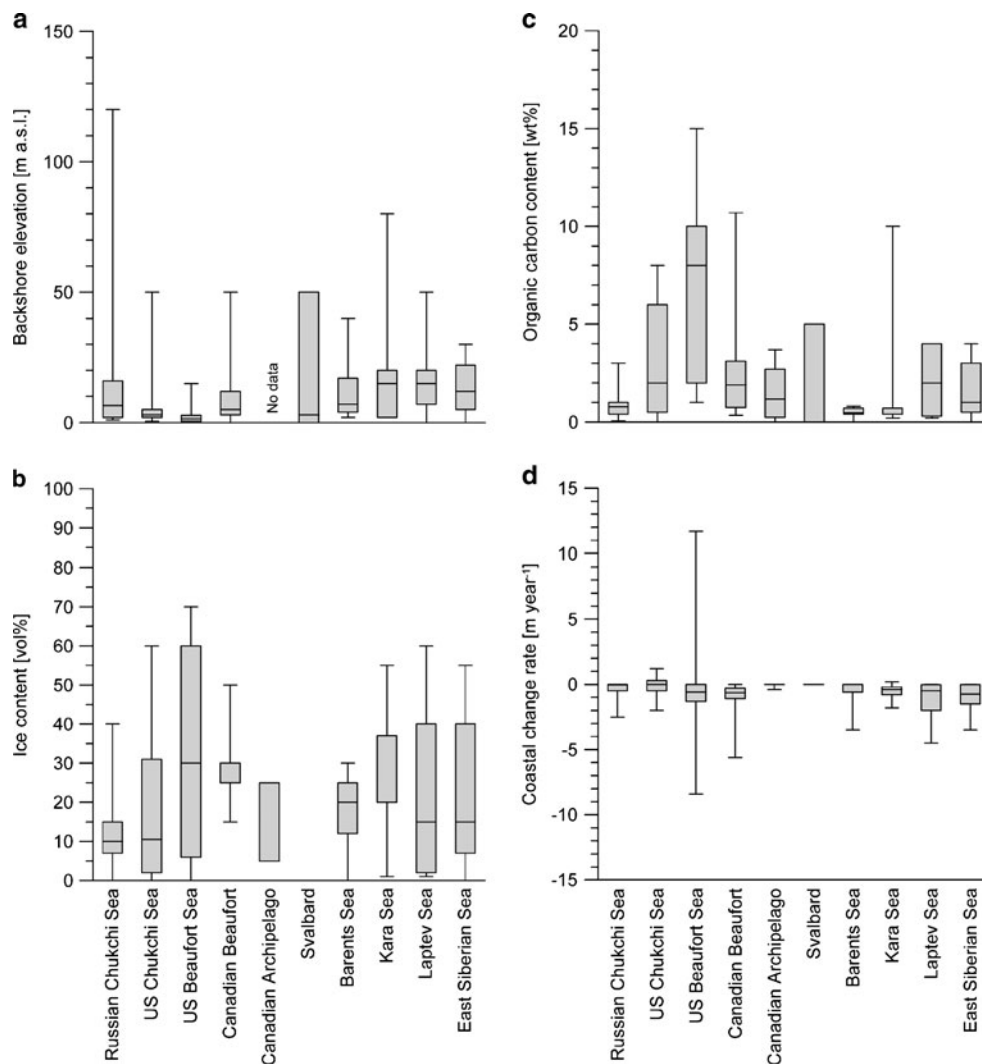 a
Backshore elevation [m a.s.l.]
150
100
50
0
No data
c
Organic carbon content [wt%]
20
15
10
5
0
b
Ice content [vol%]
100
90
80
70
60
50
40
30
20
10
0
Russian Chukchi Sea
US Chukchi Sea
US Beaufort Sea
Canadian Beaufort
Canadian Archipelago
Svalbard
Barents Sea
Kara Sea
Laptev Sea
East Siberian Sea
d
Coastal change rate [m year⁻¹]
15
10
5
0
-5
-10
-15
Russian Chukchi Sea
US Chukchi Sea
US Beaufort Sea
Canadian Beaufort
Canadian Archipelago
Svalbard
Barents Sea
Kara Sea
Laptev Sea
East Siberian Sea